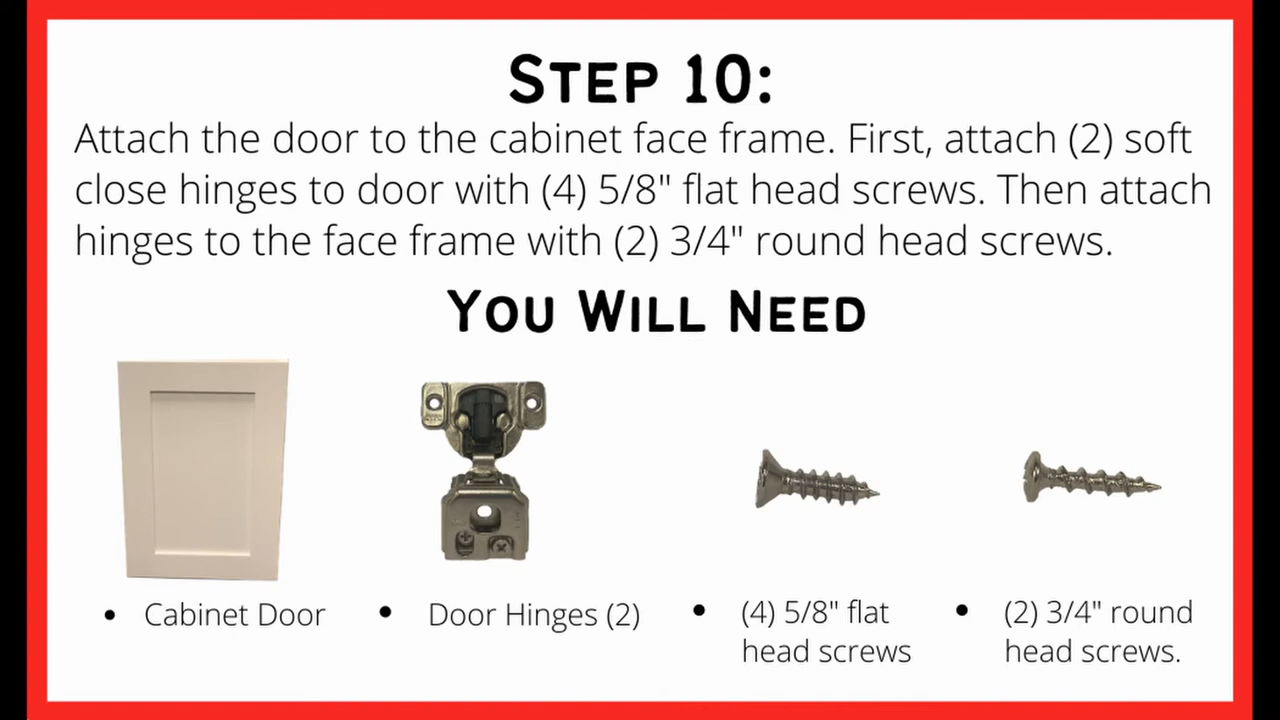 STEP 10:
Attach the door to the cabinet face frame. First, attach (2) soft
close hinges to door with (4) 5/8" flat head screws. Then attach
hinges to the face frame with (2) 3/4" round head screws.
YOU WILL NEED
• Cabinet Door
• Door Hinges (2)
• (4) 5/8" flat
head screws
• (2) 3/4" round
head screws.